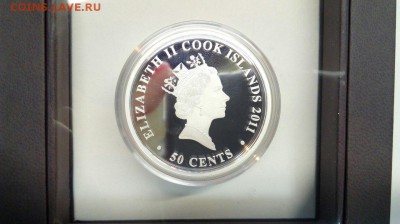 COINS.SAVE.RU
ELIZABETH II COOK ISLANDS 2011
50 CENTS